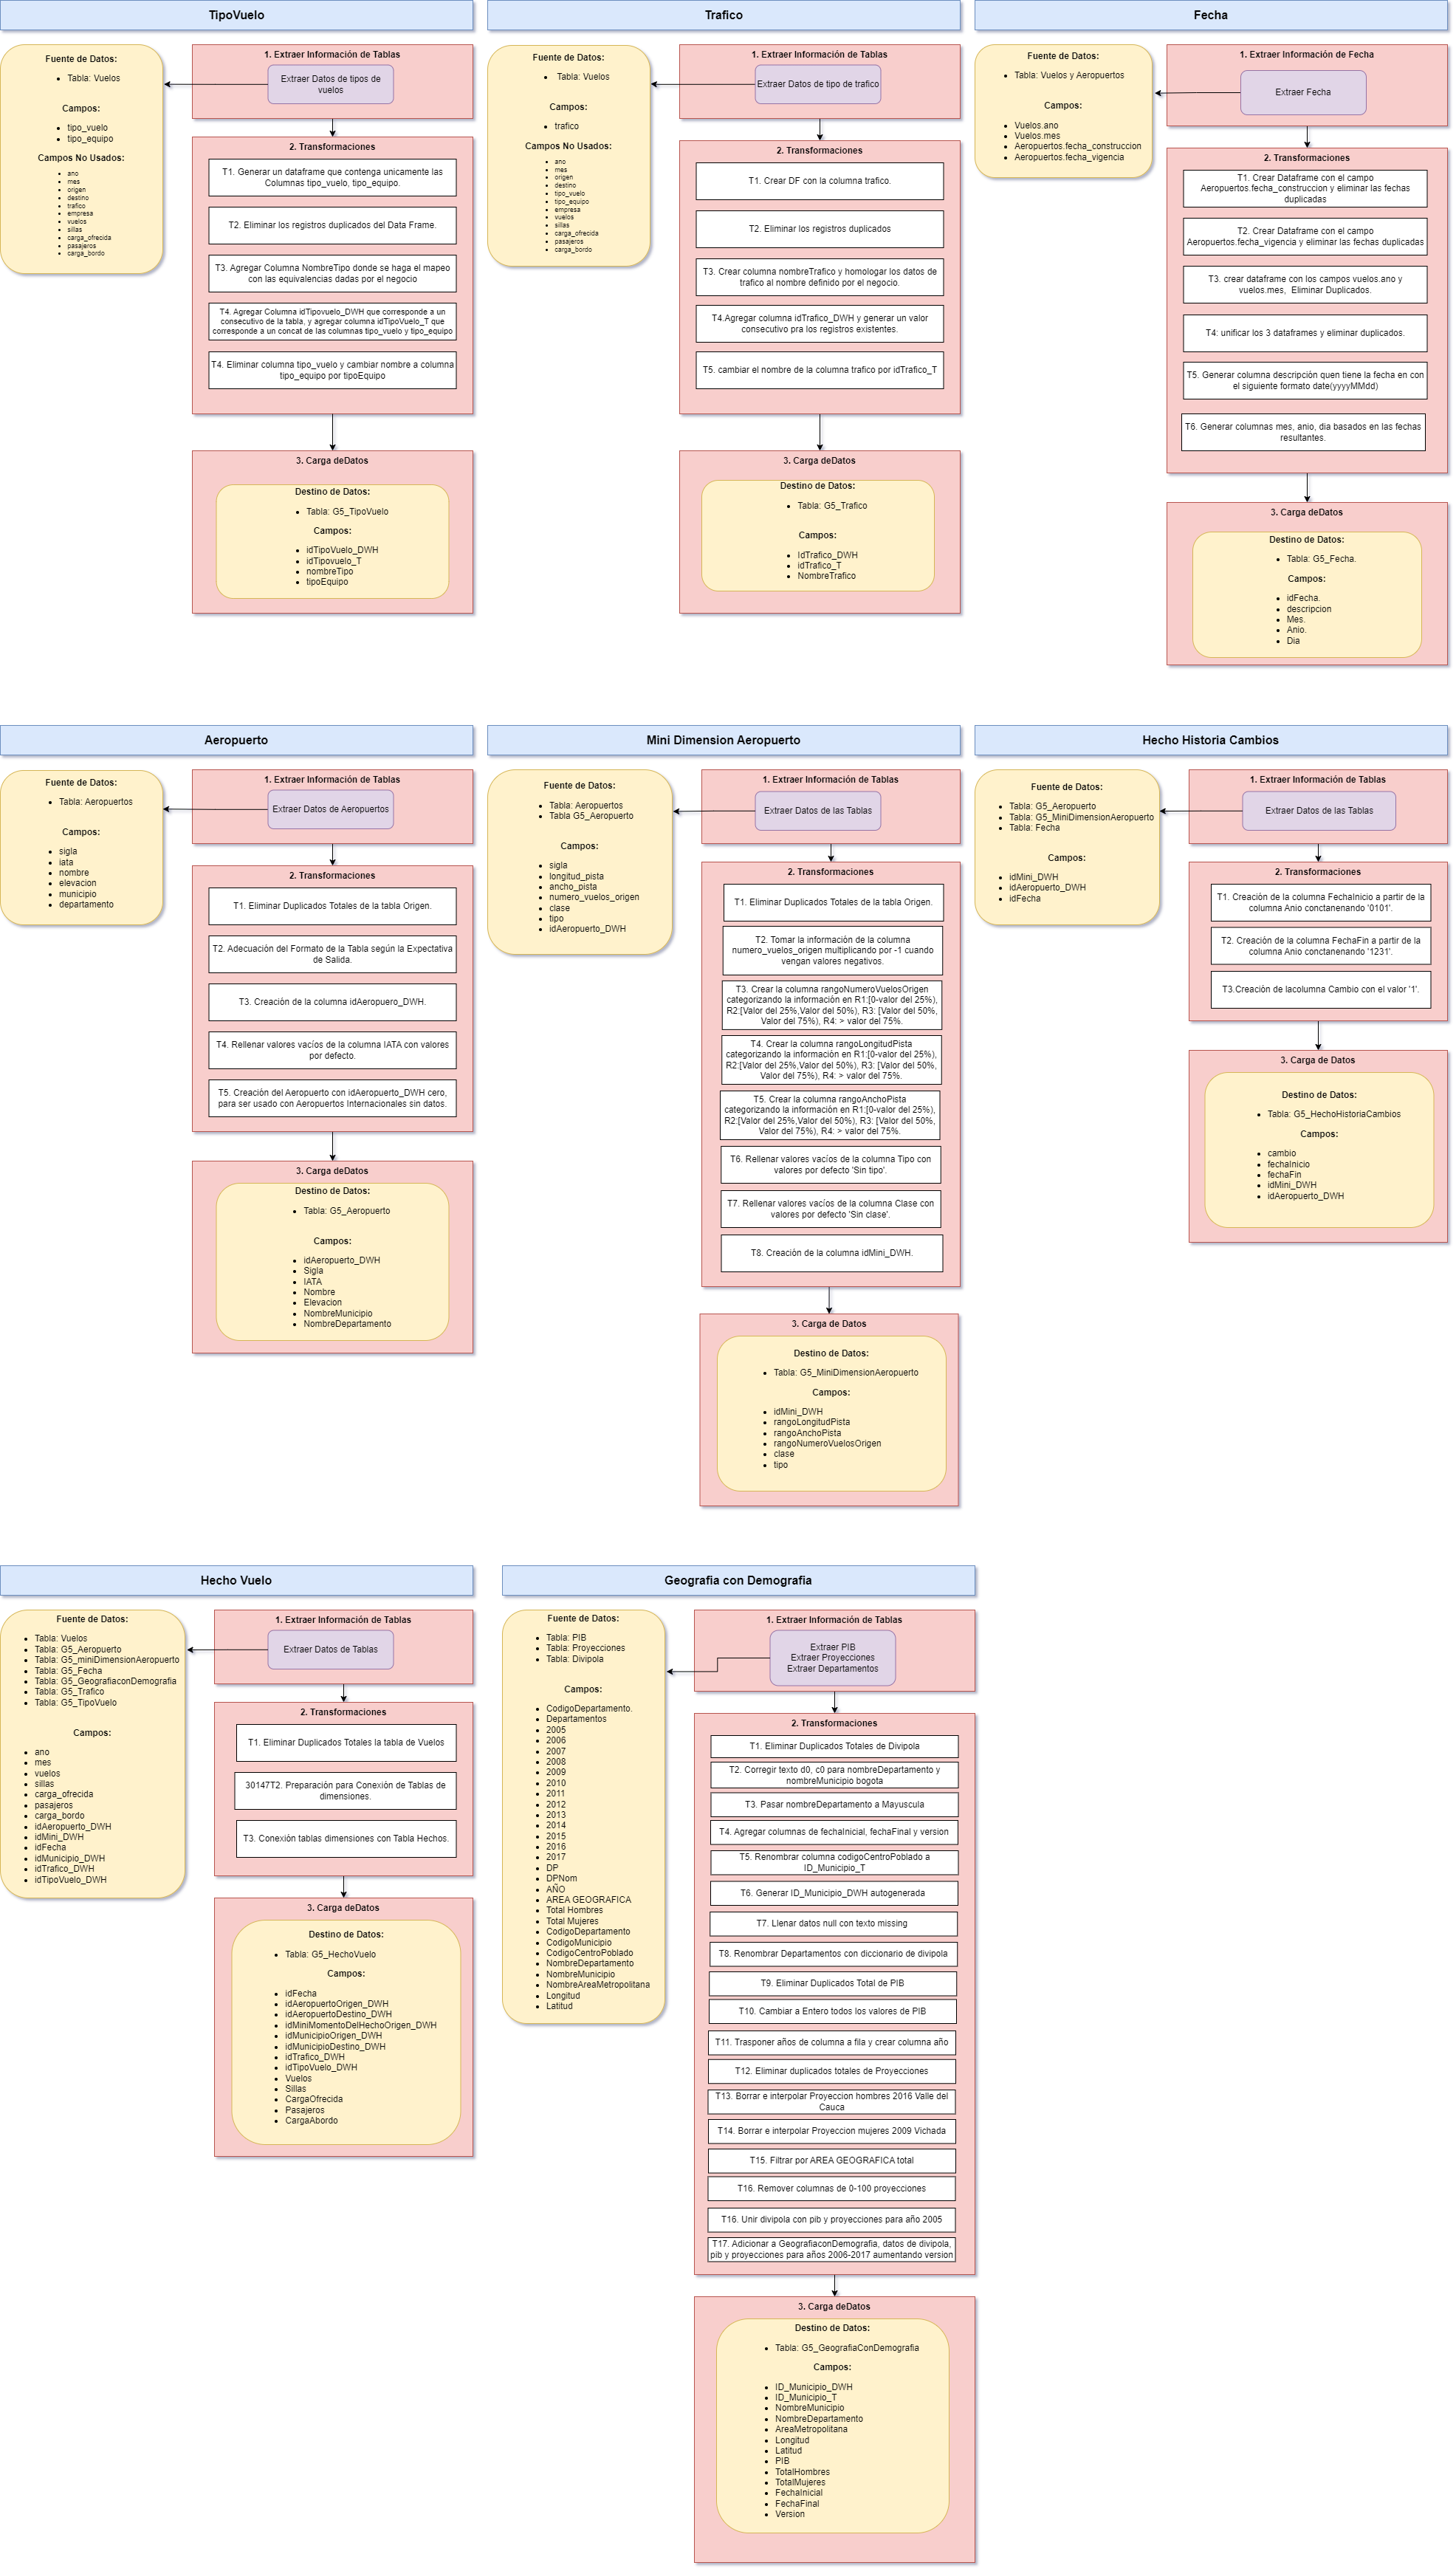 TipoVuelo
Fuente de Datos:
Tabla: Vuelos
Campos:
tipo_vuelo
tipo_equipo
Campos No Usados:
ano
mes
origen
destino
trafico
empresa
vuelos
sillas
carga_ofrecida
pasajeros
carga_bordo
1. Extraer Información de Tablas
Extraer Datos de tipos de
vuelos
2. Transformaciones
T1. Generar un dataframe que contenga unicamente las
Columnas tipo_vuelo, tipo_equipo.
T2. Eliminar los registros duplicados del Data Frame.
T3. Agregar Columna NombreTipo donde se haga el mapeo
con las equivalencias dadas por el negocio
T4. Agregar Columna idTipovuelo_DWH que corresponde a un
consecutivo de la tabla, y agregar columna idTipoVuelo_T que
corresponde a un concat de las columnas tipo_vuelo y tipo_equipo
T4. Eliminar columna tipo_vuelo y cambiar nombre a columna
tipo_equipo por tipoEquipo
3. Carga deDatos
Destino de Datos:
Tabla: G5_TipoVuelo
Campos:
idTipoVuelo_DWH
idTipovuelo_T
nombreTipo
tipoEquipo
Trafico
Fuente de Datos:
Tabla: Vuelos
Campos:
trafico
Campos No Usados:
ano
mes
origen
destino
tipo_vuelo
tipo_equipo
empresa
vuelos
sillas
carga_ofrecida
pasajeros
carga_bordo
1. Extraer Información de Tablas
Extraer Datos de tipo de trafico
2. Transformaciones
T1. Crear DF con la columna trafico.
T2. Eliminar los registros duplicados
T3. Crear columna nombreTrafico y homologar los datos de
trafico al nombre definido por el negocio.
T4.Agregar columna idTrafico_DWH y generar un valor
consecutivo pra los registros existentes.
T5. cambiar el nombre de la columna trafico por idTrafico_T
3. Carga deDatos
Destino de Datos:
Tabla: G5_Trafico
Campos:
IdTrafico_DWH
idTrafico_T
NombreTrafico
Fecha
Fuente de Datos:
Tabla: Vuelos y Aeropuertos
Campos:
Vuelos.ano
Vuelos.mes
Aeropuertos.fecha_construccion
Aeropuertos.fecha_vigencia
1. Extraer Información de Fecha
Extraer Fecha
2. Transformaciones
T1. Crear Dataframe con el campo
Aeropuertos.fecha_construccion y eliminar las fechas
duplicadas
T2. Crear Dataframe con el campo
Aeropuertos.fecha_vigencia y eliminar las fechas duplicadas
T3. crear dataframe con los campos vuelos.ano y
vuelos.mes, Eliminar Duplicados.
T4: unificar los 3 dataframes y eliminar duplicados.
T5. Generar columna descripción quen tiene la fecha en con
el siguiente formato date(yyyyMMdd)
T6. Generar columnas mes, anio, dia basados en las fechas
resultantes.
3. Carga deDatos
Destino de Datos:
Tabla: G5_Fecha.
Campos:
idFecha.
descripcion
Mes.
Anio.
Dia
Aeropuerto
Fuente de Datos:
Tabla: Aeropuertos
Campos:
sigla
iata
nombre
elevacion
municipio
departamento
1. Extraer Información de Tablas
Extraer Datos de Aeropuertos
2. Transformaciones
T1. Eliminar Duplicados Totales de la tabla Origen.
T2. Adecuación del Formato de la Tabla según la Expectativa
de Salida.
T3. Creación de la columna idAeropuero_DWH.
T4. Rellenar valores vacíos de la columna IATA con valores
por defecto.
T5. Creación del Aeropuerto con idAeropuerto_DWH cero,
para ser usado con Aeropuertos Internacionales sin datos.
3. Carga deDatos
Destino de Datos:
Tabla: G5_Aeropuerto
Campos:
idAeropuerto_DWH
Sigla
IATA
Nombre
Elevacion
NombreMunicipio
NombreDepartamento
Mini Dimension Aeropuerto
Fuente de Datos:
Tabla: Aeropuertos
Tabla G5_Aeropuerto
Campos:
sigla
longitud_pista
ancho_pista
numero_vuelos_origen
clase
tipo
idAeropuerto_DWH
1. Extraer Información de Tablas
Extraer Datos de las Tablas
2. Transformaciones
T1. Eliminar Duplicados Totales de la tabla Origen.
T2. Tomar la información de la columna
numero_vuelos_origen multiplicando por -1 cuando
vengan valores negativos.
T3. Crear la columna rangoNumeroVuelosOrigen
categorizando la información en R1:[0-valor del 25%),
R2:[Valor del 25%,Valor del 50%), R3: [Valor del 50%,
Valor del 75%), R4: > valor del 75%.
T4. Crear la columna rangoLongitudPista
categorizando la información en R1:[0-valor del 25%),
R2:[Valor del 25%,Valor del 50%), R3: [Valor del 50%,
Valor del 75%), R4: > valor del 75%.
T5. Crear la columna rangoAnchoPista
categorizando la información en R1:[0-valor del 25%),
R2:[Valor del 25%,Valor del 50%), R3: [Valor del 50%,
Valor del 75%), R4: > valor del 75%.
T6. Rellenar valores vacíos de la columna Tipo con
valores por defecto 'Sin tipo'.
T7. Rellenar valores vacíos de la columna Clase con
valores por defecto 'Sin clase'.
T8. Creación de la columna idMini_DWH.
3. Carga de Datos
Destino de Datos:
Tabla: G5_MiniDimensionAeropuerto
Campos:
idMini_DWH
rangoLongitudPista
rangoAnchoPista
rangoNumeroVuelosOrigen
clase
tipo
Hecho Historia Cambios
Fuente de Datos:
Tabla: G5_Aeropuerto
Tabla: G5_MiniDimensionAeropuerto
Tabla: Fecha
Campos:
idMini_DWH
idAeropuerto_DWH
idFecha
1. Extraer Información de Tablas
Extraer Datos de las Tablas
2. Transformaciones
T1. Creación de la columna FechaInicio a partir de la
columna Anio conctanenando '0101'.
T2. Creación de la columna FechaFin a partir de la
columna Anio conctanenando '1231'.
T3.Creación de lacolumna Cambio con el valor '1'.
3. Carga de Datos
Destino de Datos:
Tabla: G5_HechoHistoriaCambios
Campos:
cambio
fechaInicio
fechaFin
idMini_DWH
idAeropuerto_DWH
Hecho Vuelo
Fuente de Datos:
Tabla: Vuelos
Tabla: G5_Aeropuerto
Tabla: G5_miniDimensionAeropuerto
Tabla: G5_Fecha
Tabla: G5_GeografiaconDemografia
Tabla: G5_Trafico
Tabla: G5_TipoVuelo
Campos:
ano
mes
vuelos
sillas
carga_ofrecida
pasajeros
carga_bordo
idAeropuerto_DWH
idMini_DWH
idFecha
idMunicipio_DWH
idTrafico_DWH
idTipoVuelo_DWH
1. Extraer Información de Tablas
Extraer Datos de Tablas
2. Transformaciones
T1. Eliminar Duplicados Totales la tabla de Vuelos
30147T2. Preparación para Conexión de Tablas de
dimensiones.
T3. Conexión tablas dimensiones con Tabla Hechos.
3. Carga deDatos
Destino de Datos:
Tabla: G5_HechoVuelo
Campos:
idFecha
idAeropuertoOrigen_DWH
idAeropuertoDestino_DWH
idMiniMomentoDelHechoOrigen_DWH
idMunicipioOrigen_DWH
idMunicipioDestino_DWH
idTrafico_DWH
idTipoVuelo_DWH
Vuelos
Sillas
CargaOfrecida
Pasajeros
CargaAbordo
Geografia con Demografia
Fuente de Datos:
Tabla: PIB
Tabla: Proyecciones
Tabla: Divipola
Campos:
CodigoDepartamento.
Departamentos
2005
2006
2007
2008
2009
2010
2011
2012
2013
2014
2015
2016
2017
DP
DPNom
AÑO
AREA GEOGRAFICA
Total Hombres
Total Mujeres
CodigoDepartamento
CodigoMunicipio
CodigoCentroPoblado
NombreDepartamento
NombreMunicipio
NombreAreaMetropolitana
Longitud
Latitud
1. Extraer Información de Tablas
Extraer PIB
Extraer Proyecciones
Extraer Departamentos
2. Transformaciones
T1. Eliminar Duplicados Totales de Divipola
T2. Corregir texto d0, c0 para nombreDepartamento y
nombreMunicipio bogota
T3. Pasar nombreDepartamento a Mayuscula
T4. Agregar columnas de fechaInicial, fechaFinal y version
T5. Renombrar columna codigoCentroPoblado a
ID_Municipio_T
T6. Generar ID_Municipio_DWH autogenerada
T7. Llenar datos null con texto missing
T8. Renombrar Departamentos con diccionario de divipola
T9. Eliminar Duplicados Total de PIB
T10. Cambiar a Entero todos los valores de PIB
T11. Trasponer años de columna a fila y crear columna año
T12. Eliminar duplicados totales de Proyecciones
T13. Borrar e interpolar Proyeccion hombres 2016 Valle del
Cauca
T14. Borrar e interpolar Proyeccion mujeres 2009 Vichada
T15. Filtrar por AREA GEOGRAFICA total
T16. Remover columnas de 0-100 proyecciones
T16. Unir divipola con pib y proyecciones para año 2005
T17. Adicionar a GeografiaconDemografia, datos de divipola,
pib y proyecciones para años 2006-2017 aumentando version
3. Carga deDatos
Destino de Datos:
Tabla: G5_GeografiaConDemografia
Campos:
ID_Municipio_DWH
ID_Municipio_T
NombreMunicipio
NombreDepartamento
AreaMetropolitana
Longitud
Latitud
PIB
TotalHombres
TotalMujeres
FechaInicial
FechaFinal
Version